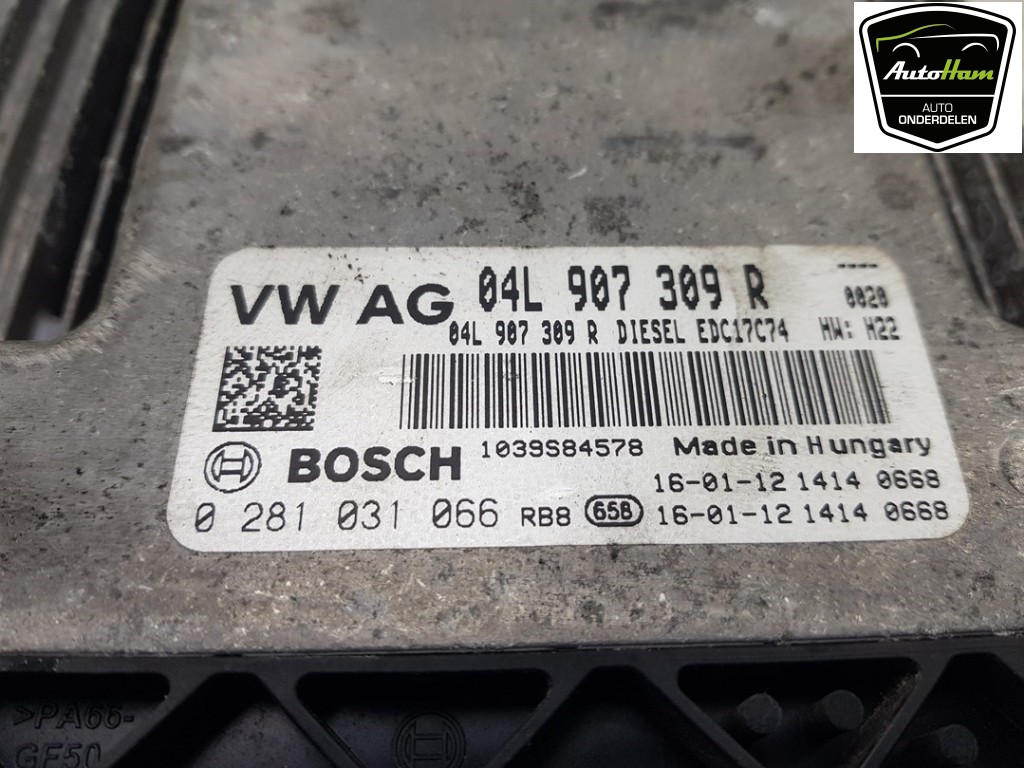 AutoHam
AUTO
ONDERDELEN
VW AG 04L 907 309 R ----
0020
04L 907 309 R DIESEL EDC17C74 HW: H22
BOSCH 1039S84578 Made in Hungary
16-01-12 1414 0668
0 281 031 066 RB8 658 16-01-12 1414 0668
>PA66-
GF50